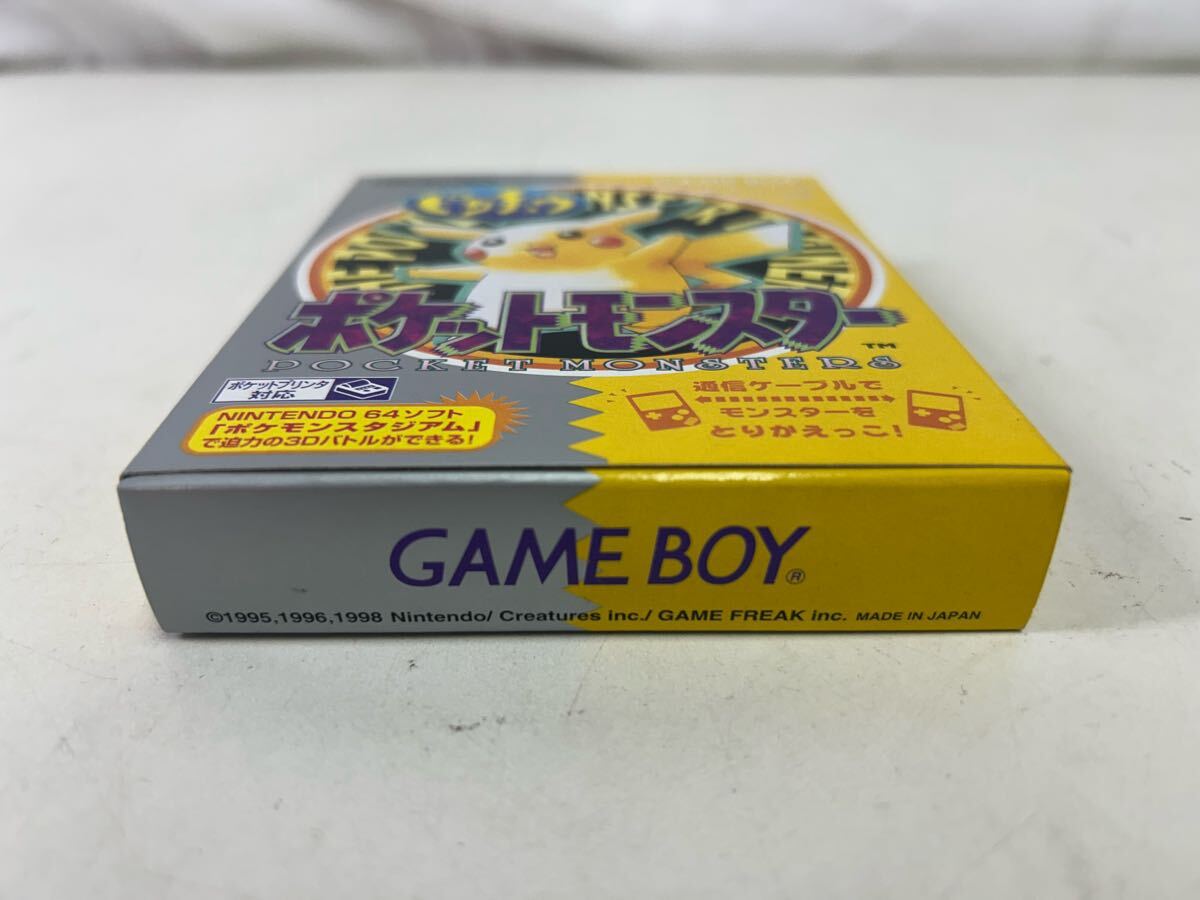 ポケットモンスター
TM
POCKET MONSTERS
ポケットプリンタ
対応
NINTENDO 64ソフト
「ポケモンスタジアム」
で迫力の3Dバトルができる!
通信ケーブルで
モンスターを
とりかえっこ!
GAME BOY®
©1995,1996,1998 Nintendo/ Creatures inc./ GAME FREAK inc. MADE IN JAPAN